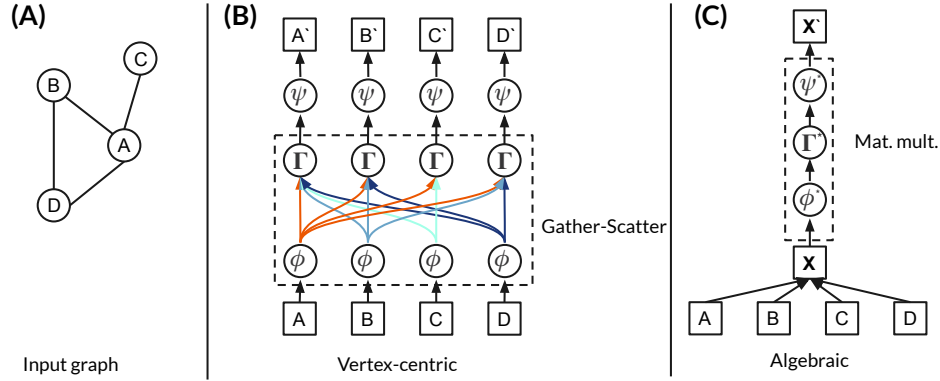 (A)
B
C
A
D
Input graph
(B)
A` B` C` D`
ψ ψ ψ ψ
Γ Γ Γ Γ
Gather-Scatter
ϕ ϕ ϕ ϕ
A B C D
Vertex-centric
(C)
X`
ψ*
Γ*
Mat. mult.
ϕ*
X
A B C D
Algebraic